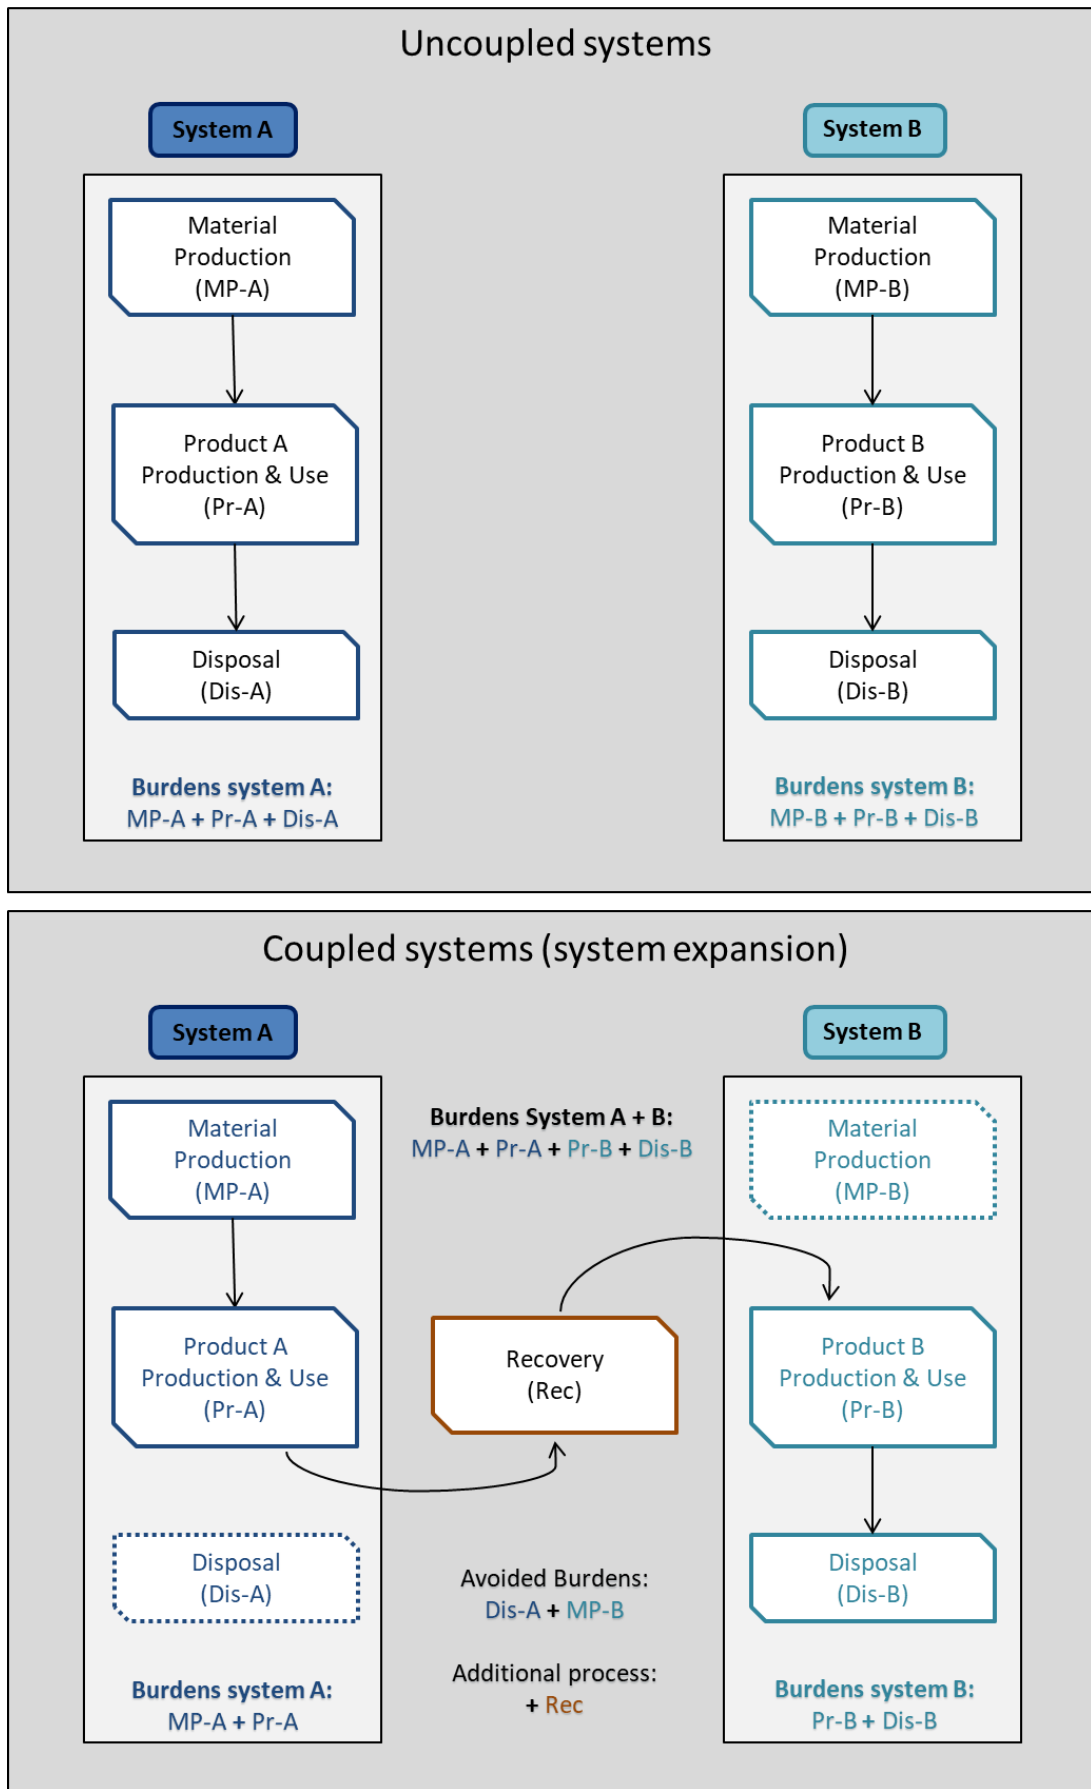 Uncoupled systems
System A
Material
Production
(MP-A)
Product A
Production & Use
(Pr-A)
Disposal
(Dis-A)
Burdens system A:
MP-A + Pr-A + Dis-A
System B
Material
Production
(MP-B)
Product B
Production & Use
(Pr-B)
Disposal
(Dis-B)
Burdens system B:
MP-B + Pr-B + Dis-B
Coupled systems (system expansion)
System A
Material
Production
(MP-A)
Product A
Production & Use
(Pr-A)
Disposal
(Dis-A)
Burdens system A:
MP-A + Pr-A
Burdens System A + B:
MP-A + Pr-A + Pr-B + Dis-B
Recovery
(Rec)
Avoided Burdens:
Dis-A + MP-B
Additional process:
+ Rec
System B
Material
Production
(MP-B)
Product B
Production & Use
(Pr-B)
Disposal
(Dis-B)
Burdens system B:
Pr-B + Dis-B